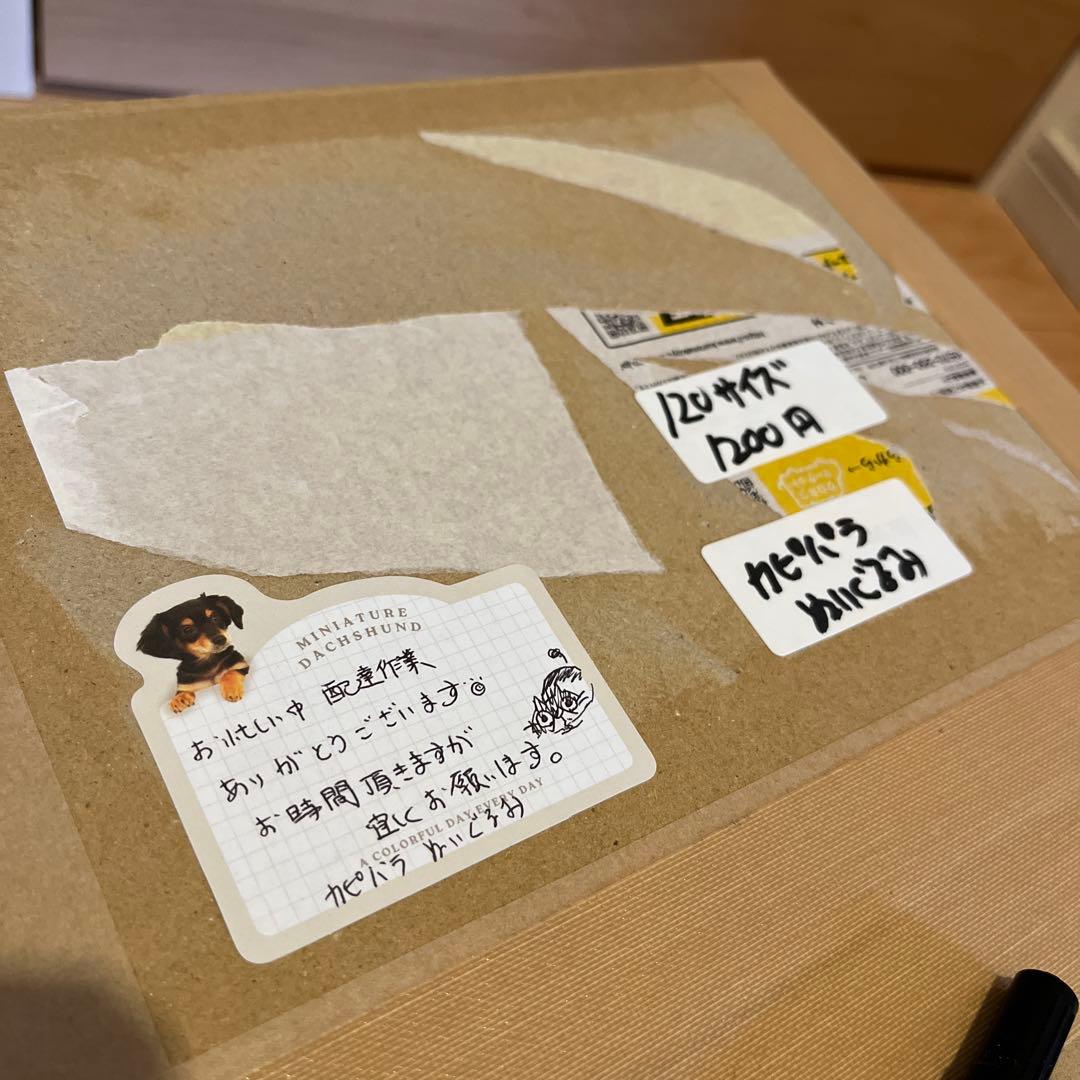 120サイズ
1200円
カピパラ
ぬいぐるみ
MINIATURE
DACHSHUND
お忙しい中 配達作業
ありがとうございます
お時間頂きますが
宜しくお願いします。
A COLORFUL DAY EVERY DAY
カピパラ ぬいぐるみ